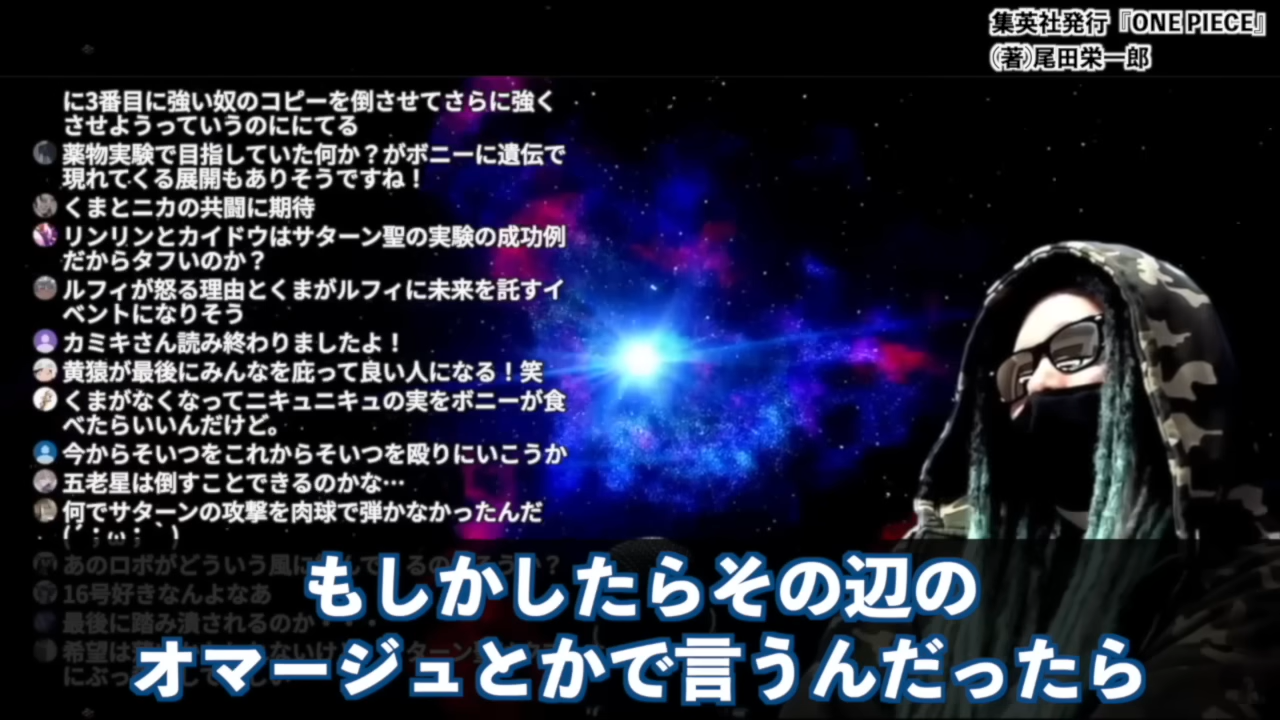 集英社発行『ONE PIECE』
(著)尾田栄一郎
に3番目に強い奴のコピーを倒させてさらに強く
させようっていうのににてる
薬物実験で目指していた何か？がボニーに遺伝で
現れてくる展開もありそうですね！
くまとニカの共闘に期待
リンリンとカイドウはサターン聖の実験の成功例
だからタフいのか？
ルフィが怒る理由とくまがルフィに未来を託すイ
ベントになりそう
カミキさん読み終わりましたよ！
黄猿が最後にみんなを庇って良い人になる！笑
くまがなくなってニキュニキュの実をボニーが食
べたらいいんだけど。
今からそいつをこれからそいつを殴りにいこうか
五老星は倒すことできるのかな…
何でサターンの攻撃を肉球で弾かなかったんだ
(´；ω；`)
あのロボがどういう風に
16号好きなんよなあ
最後に踏み潰されるのか・・・
希望は
もしかしたらその辺の
オマージュとかで言うんだったら